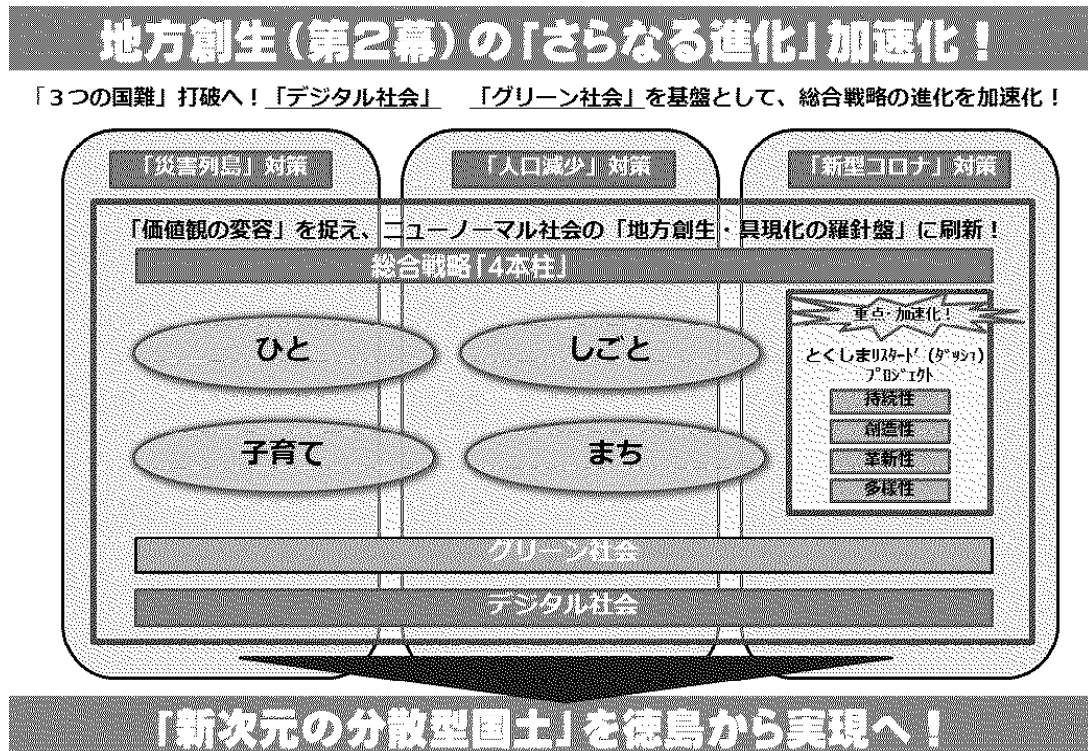 地方創生(第2幕)の「さらなる進化」加速化!
「3つの国難」打破へ!「デジタル社会」 「グリーン社会」を基盤として、総合戦略の進化を加速化!
「災害列島」対策
「人口減少」対策
「新型コロナ」対策
「価値観の変容」を捉え、ニューノーマル社会の「地方創生・具現化の羅針盤」に刷新!
総合戦略「4本柱」
ひと
しごと
子育て
まち
重点・加速化!
とくしまリスタート゛(ダッシュ)
プロジェクト
持続性
創造性
革新性
多様性
グリーン社会
デジタル社会
「新次元の分散型国土」を徳島から実現へ!